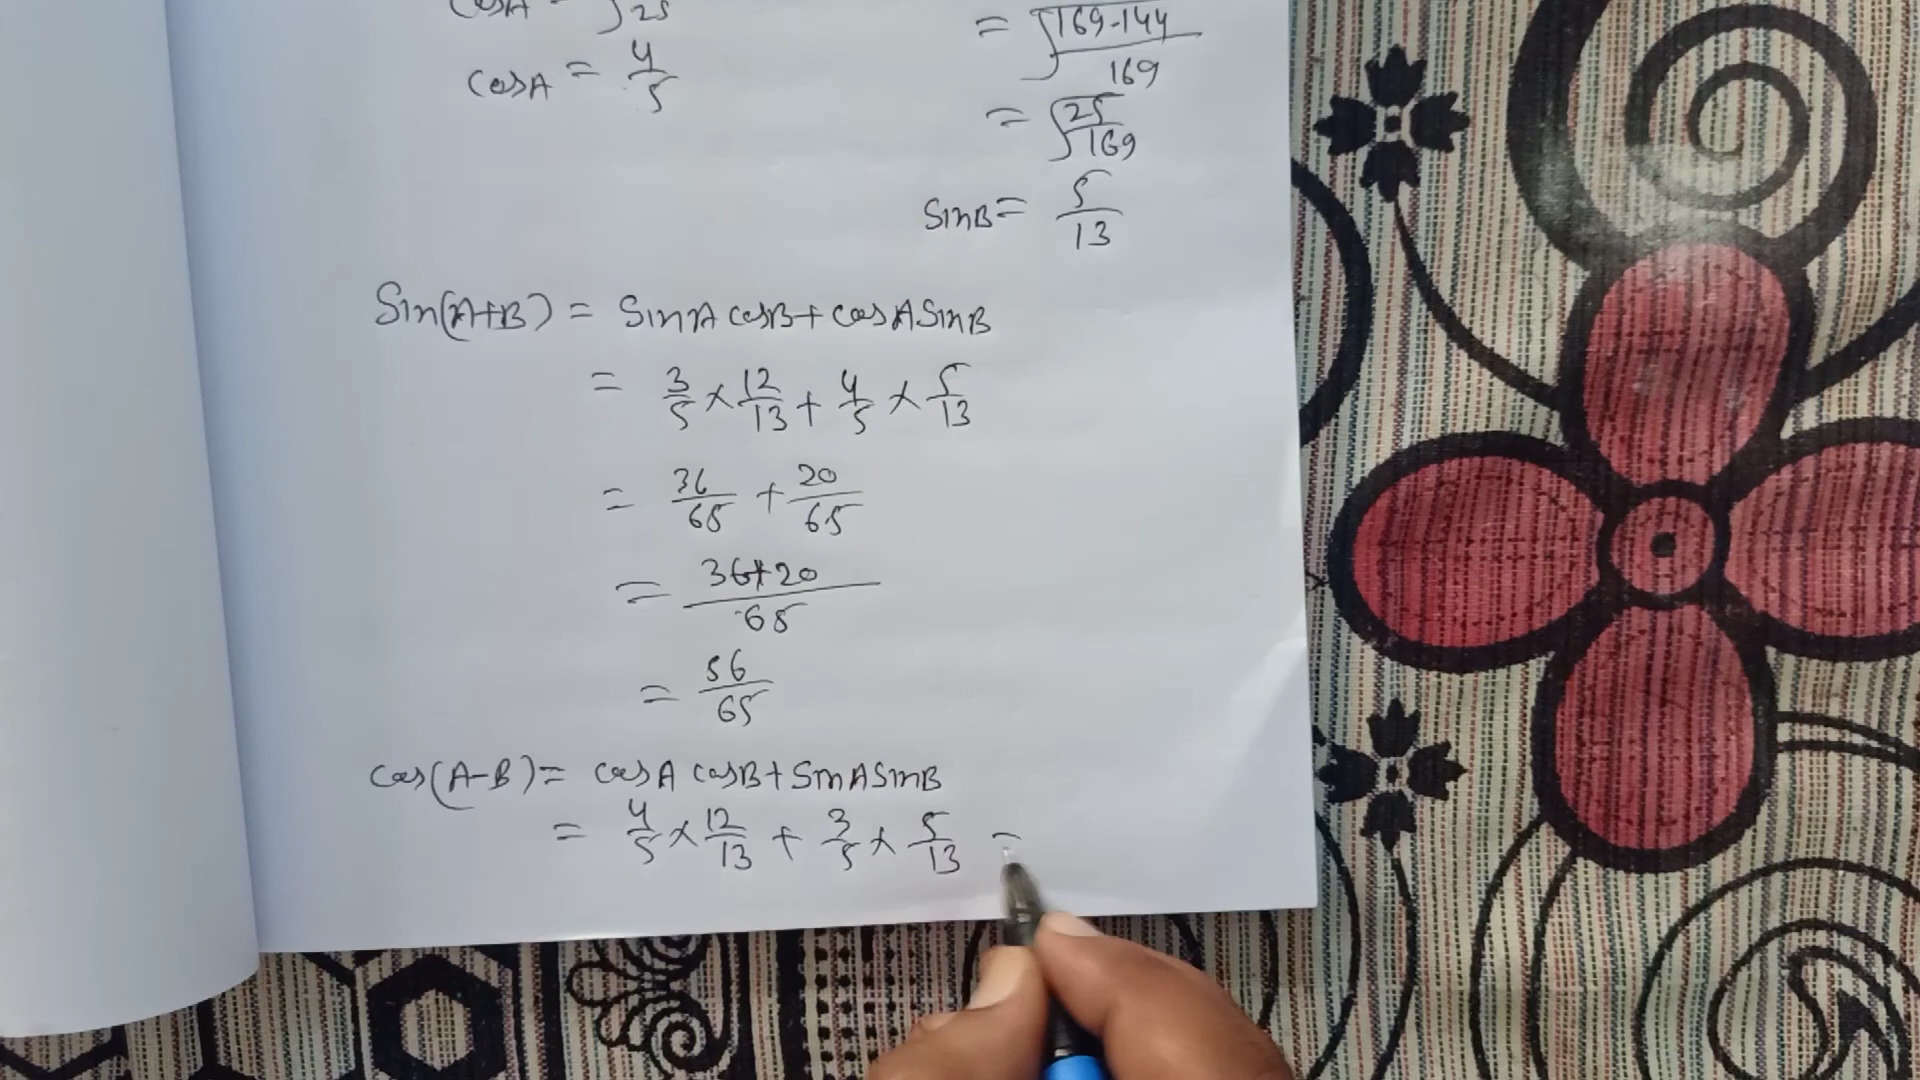 cosA = √25
cosA = 4/5
= √169-144/169
= √25/169
SinB = 5/13
Sin(A+B) = SinA cosB + cosA SinB
= 3/5 × 12/13 + 4/5 × 5/13
= 36/65 + 20/65
= 36+20/65
= 56/65
cos(A-B) = cosA cosB + SinA SinB
= 4/5 × 12/13 + 3/5 × 5/13 =